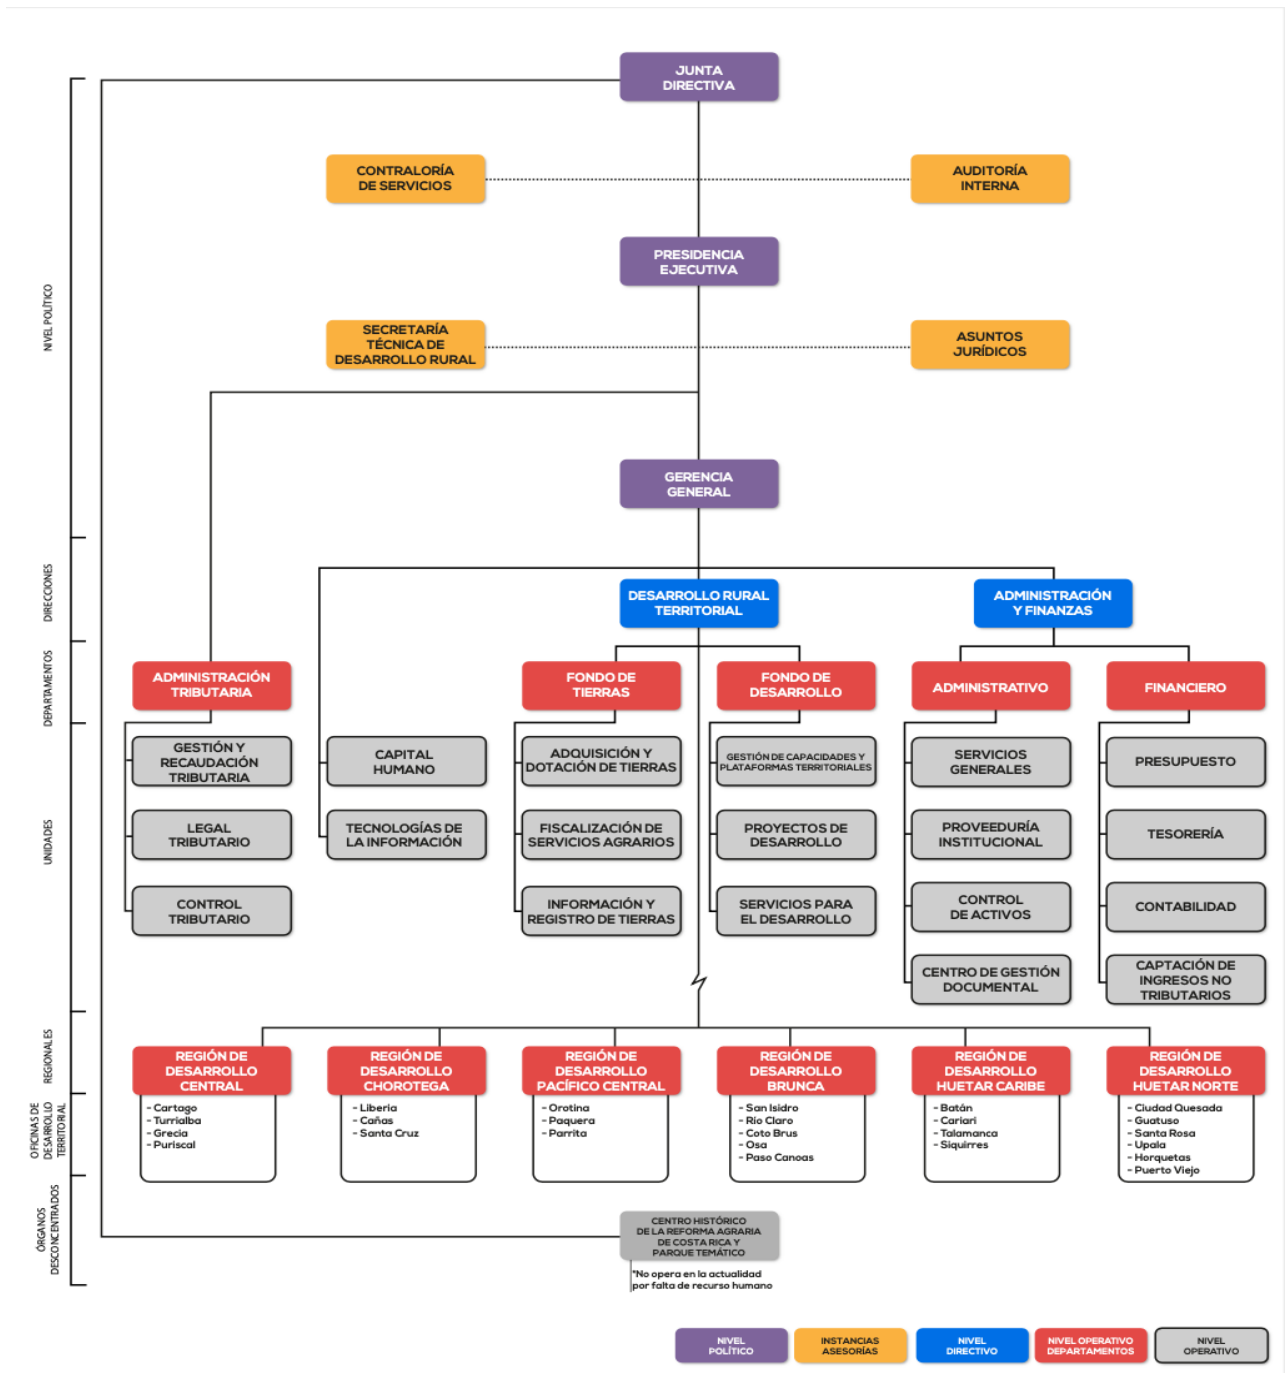 JUNTA
DIRECTIVA
CONTRALORÍA
DE SERVICIOS
AUDITORÍA
INTERNA
PRESIDENCIA
EJECUTIVA
NIVEL POLÍTICO
SECRETARÍA
TÉCNICA DE
DESARROLLO RURAL
ASUNTOS
JURÍDICOS
GERENCIA
GENERAL
DIRECCIONES
DESARROLLO RURAL
TERRITORIAL
ADMINISTRACIÓN
Y FINANZAS
DEPARTAMENTOS
ADMINISTRACIÓN
TRIBUTARIA
FONDO DE
TIERRAS
FONDO DE
DESARROLLO
ADMINISTRATIVO
FINANCIERO
UNIDADES
GESTIÓN Y
RECAUDACIÓN
TRIBUTARIA
CAPITAL
HUMANO
ADQUISICIÓN Y
DOTACIÓN DE TIERRAS
GESTIÓN DE CAPACIDADES Y
PLATAFORMAS TERRITORIALES
SERVICIOS
GENERALES
PRESUPUESTO
LEGAL
TRIBUTARIO
TECNOLOGÍAS DE
LA INFORMACIÓN
FISCALIZACIÓN DE
SERVICIOS AGRARIOS
PROYECTOS DE
DESARROLLO
PROVEEDURÍA
INSTITUCIONAL
TESORERÍA
CONTROL
TRIBUTARIO
INFORMACIÓN Y
REGISTRO DE TIERRAS
SERVICIOS PARA
EL DESARROLLO
CONTROL
DE ACTIVOS
CONTABILIDAD
CENTRO DE GESTIÓN
DOCUMENTAL
CAPTACIÓN DE
INGRESOS NO
TRIBUTARIOS
REGIONALES
REGIÓN DE
DESARROLLO
CENTRAL
REGIÓN DE
DESARROLLO
CHOROTEGA
REGIÓN DE
DESARROLLO
PACÍFICO CENTRAL
REGIÓN DE
DESARROLLO
BRUNCA
REGIÓN DE
DESARROLLO
HUETAR CARIBE
REGIÓN DE
DESARROLLO
HUETAR NORTE
OFICINAS DE
DESARROLLO
TERRITORIAL
- Cartago
- Turrialba
- Grecia
- Puriscal
- Liberia
- Cañas
- Santa Cruz
- Orotina
- Paquera
- Parrita
- San Isidro
- Río Claro
- Coto Brus
- Osa
- Paso Canoas
- Batán
- Cariari
- Talamanca
- Siquirres
- Ciudad Quesada
- Guatuso
- Santa Rosa
- Upala
- Horquetas
- Puerto Viejo
ÓRGANOS
DESCONCENTRADOS
CENTRO HISTÓRICO
DE LA REFORMA AGRARIA
DE COSTA RICA Y
PARQUE TEMÁTICO
*No opera en la actualidad
por falta de recurso humano
NIVEL
POLÍTICO
INSTANCIAS
ASESORÍAS
NIVEL
DIRECTIVO
NIVEL OPERATIVO
DEPARTAMENTOS
NIVEL
OPERATIVO